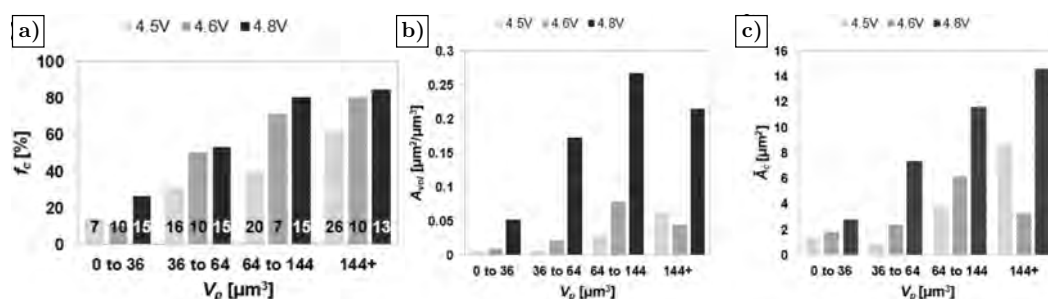 a)
4.5V 4.6V 4.8V
100
80
60
40
20
0
f_c [%]
7 10 15 16 10 15 20 7 15 26 10 13
0 to 36 36 to 64 64 to 144 144+
V_p [µm³]
b)
4.5V 4.6V 4.8V
0.3
0.25
0.2
0.15
0.1
0.05
0
A_vol [µm²/µm³]
0 to 36 36 to 64 64 to 144 144+
V_p [µm³]
c)
4.5V 4.6V 4.8V
16
14
12
10
8
6
4
2
0
Ā_c [µm²]
0 to 36 36 to 64 64 to 144 144+
V_p [µm³]